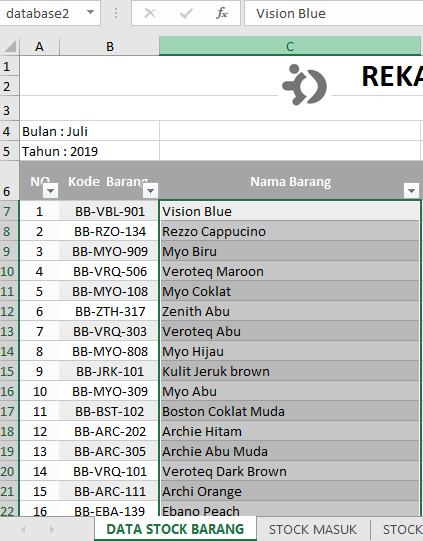 database2 fx Vision Blue
A B C
1 REKA
2
3
4 Bulan : Juli
5 Tahun : 2019
6 NO Kode Barang Nama Barang
7 1 BB-VBL-901 Vision Blue
8 2 BB-RZO-134 Rezzo Cappucino
9 3 BB-MYO-909 Myo Biru
10 4 BB-VRQ-506 Veroteq Maroon
11 5 BB-MYO-108 Myo Coklat
12 6 BB-ZTH-317 Zenith Abu
13 7 BB-VRQ-303 Veroteq Abu
14 8 BB-MYO-808 Myo Hijau
15 9 BB-JRK-101 Kulit Jeruk brown
16 10 BB-MYO-309 Myo Abu
17 11 BB-BST-102 Boston Coklat Muda
18 12 BB-ARC-202 Archie Hitam
19 13 BB-ARC-305 Archie Abu Muda
20 14 BB-VRQ-101 Veroteq Dark Brown
21 15 BB-ARC-111 Archi Orange
22 16 BB-EBA-139 Ebano Peach
DATA STOCK BARANG STOCK MASUK STOCK